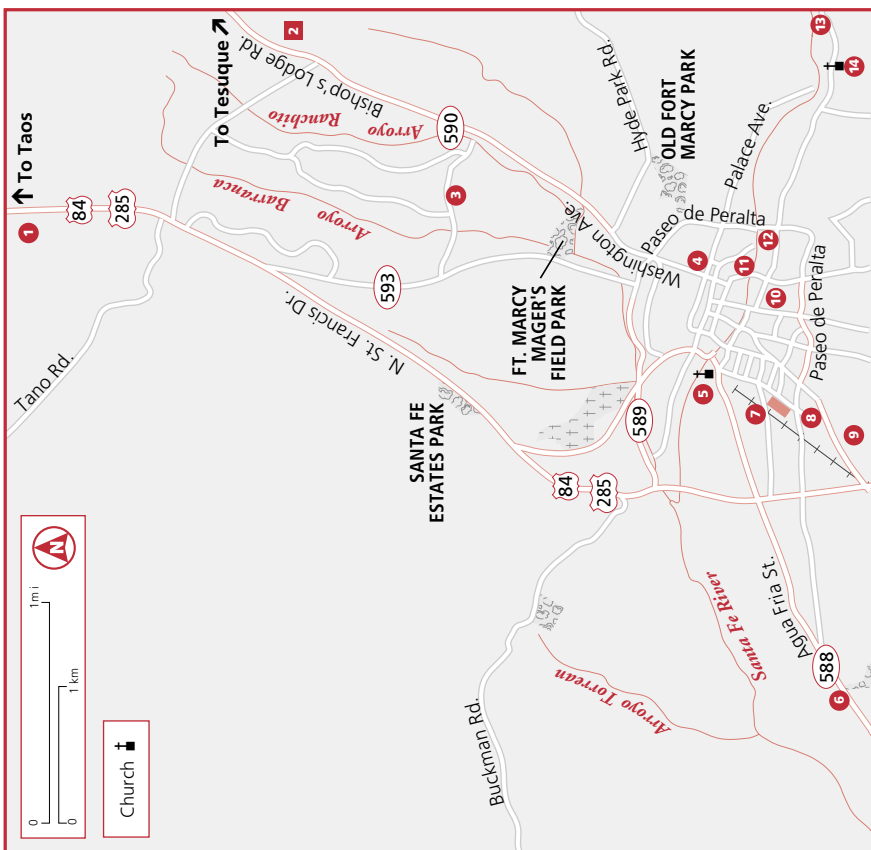 ↑ To Taos
1
84
285
Tano Rd.
To Tesuque ↗
2
Bishop's Lodge Rd.
Arroyo
Ranchito
Arroyo
Barranca
590
3
593
N. St. Francis Dr.
SANTA FE
ESTATES PARK
FT. MARCY
MAGER'S
FIELD PARK
Hyde Park Rd.
OLD FORT
MARCY PARK
Washington Ave.
Paseo de Peralta
Palace Ave.
13
14
4
11
12
10
Paseo de Peralta
5
7
8
9
589
84
285
Buckman Rd.
Arroyo Torrean
Santa Fe River
Agua Fria St.
588
6
N
0
1mi
0
1 km
Church